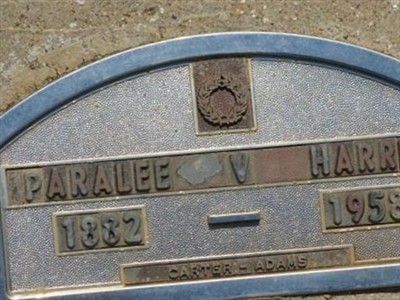 PARALEE V HARR
1882 – 1958
CARTER - ADAMS